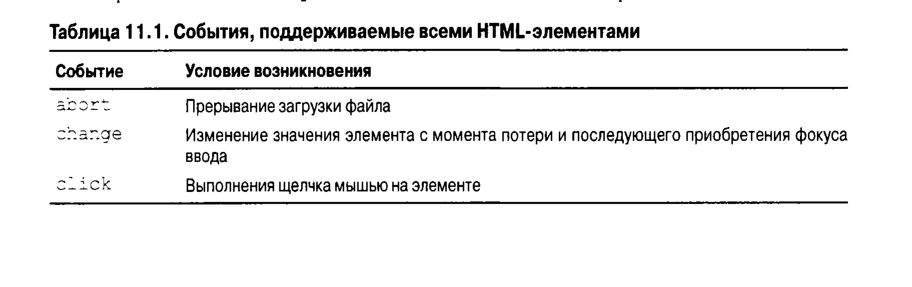 Таблица 11.1. События, поддерживаемые всеми HTML-элементами
Событие Условие возникновения
abort Прерывание загрузки файла
change Изменение значения элемента с момента потери и последующего приобретения фокуса
ввода
click Выполнения щелчка мышью на элементе